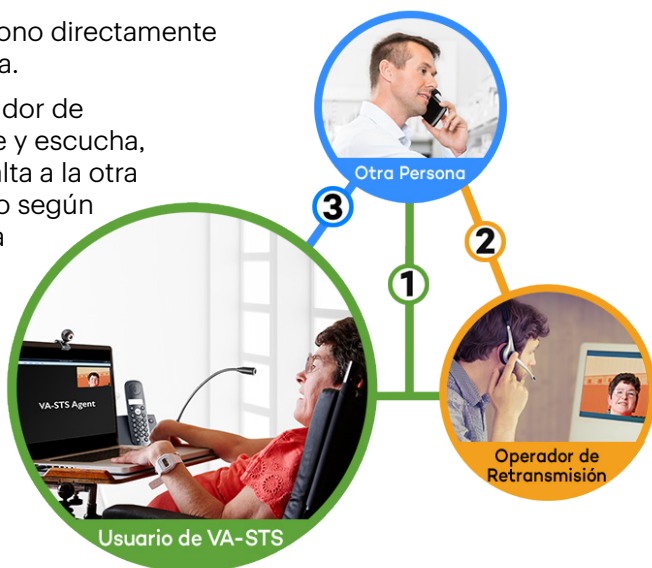 ono directamente
a.
dor de
e y escucha,
lta a la otra
o según
a
Otra Persona
3
2
1
VA-STS Agent
Operador de
Retransmisión
Usuario de VA-STS